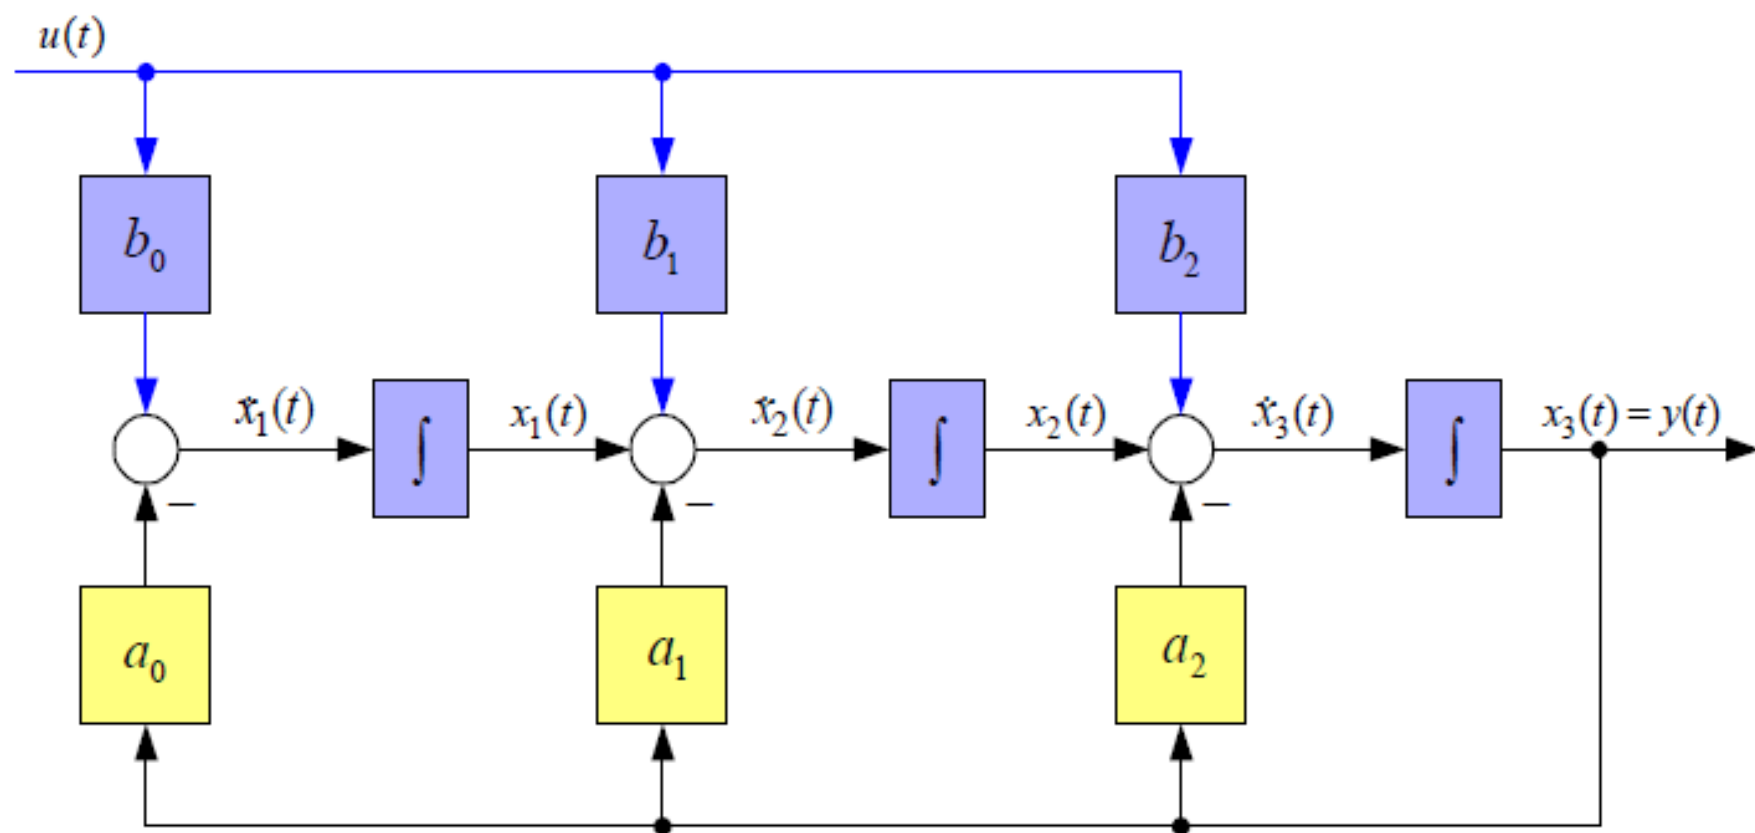 u(t)
b₀ b₁ b₂
ẋ₁(t) ∫ x₁(t) ẋ₂(t) ∫ x₂(t) ẋ₃(t) ∫ x₃(t) = y(t)
− − −
a₀ a₁ a₂